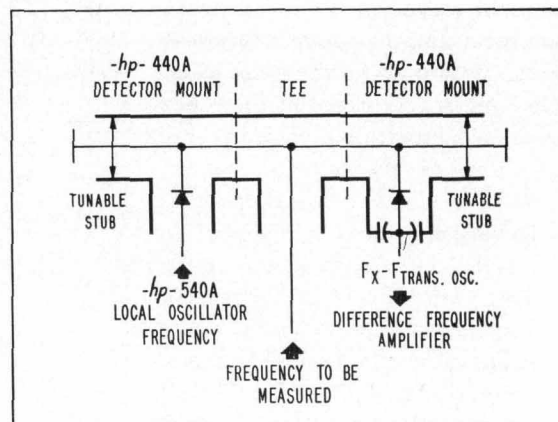 -hp- 440A
DETECTOR MOUNT
TEE
-hp- 440A
DETECTOR MOUNT
TUNABLE
STUB
TUNABLE
STUB
-hp-540A
LOCAL OSCILLATOR
FREQUENCY
FX-FTRANS. OSC.
DIFFERENCE FREQUENCY
AMPLIFIER
FREQUENCY TO BE
MEASURED